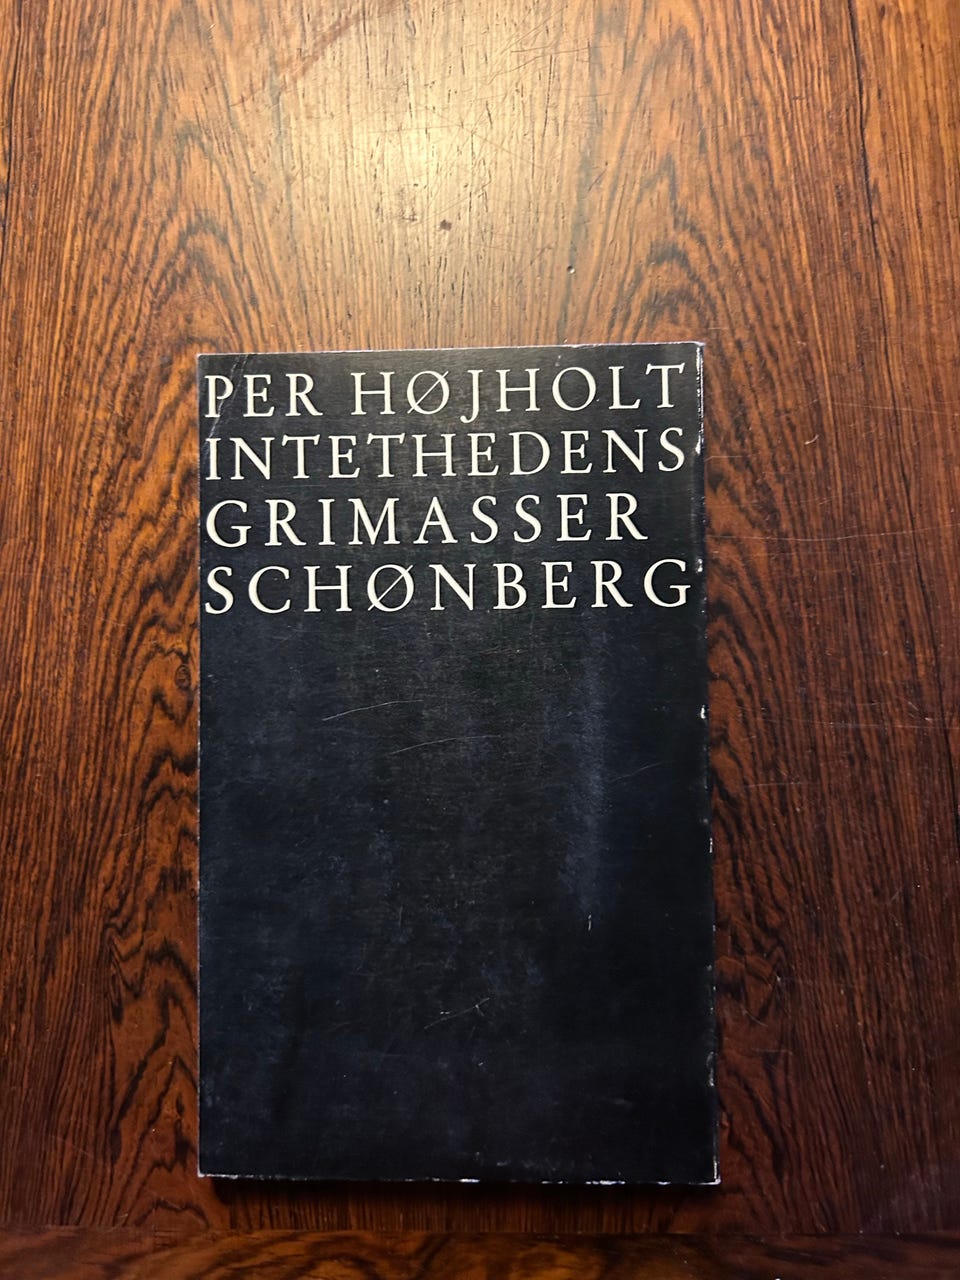 PER HØJHOLT
INTETHEDENS
GRIMASSER
SCHØNBERG